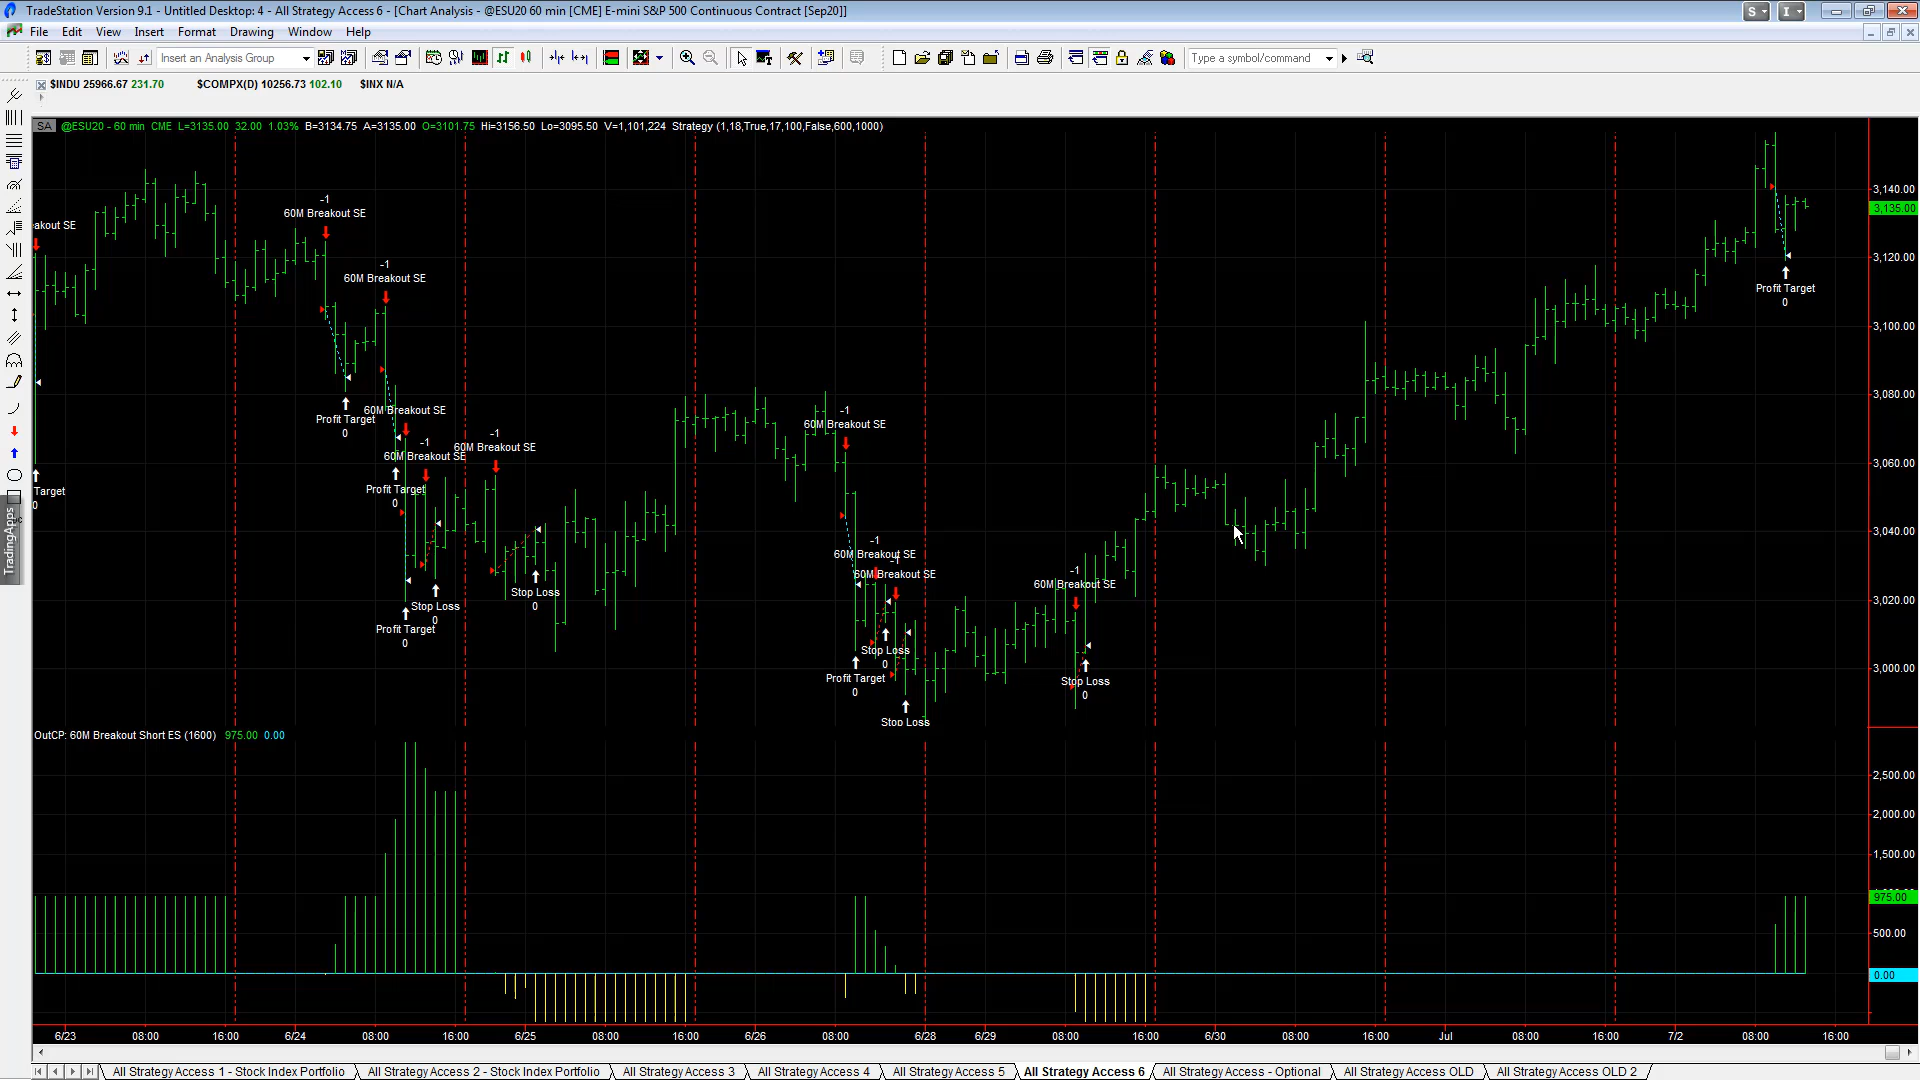 TradeStation Version 9.1 - Untitled Desktop: 4 - All Strategy Access 6 - [Chart Analysis - @ESU20 60 min [CME] E-mini S&P 500 Continuous Contract [Sep20]]
S I
File Edit View Insert Format Drawing Window Help
Insert an Analysis Group
Type a symbol/command
$INDU 25966.67 231.70 $COMPX(D) 10256.73 102.10 $INX N/A
SA @ESU20 - 60 min CME L=3135.00 32.00 1.03% B=3134.75 A=3135.00 O=3101.75 Hi=3156.50 Lo=3095.50 V=1,101,224 Strategy (1,18,True,17,100,False,600,1000)
3,140.00
-1
60M Breakout SE
3,135.00
akout SE
3,120.00
-1
60M Breakout SE
Profit Target
0
3,100.00
3,080.00
-1
60M Breakout SE
Profit Target
0
-1
60M Breakout SE
-1
60M Breakout SE
-1
60M Breakout SE
3,060.00
Profit Target
0
Target
0
3,040.00
-1
60M Breakout SE
-1
60M Breakout SE
-1
60M Breakout SE
Stop Loss
0
Stop Loss
0
3,020.00
Profit Target
0
Stop Loss
0
3,000.00
Profit Target
0
Stop Loss
0
Stop Loss
TradingApps
OutCP: 60M Breakout Short ES (1600) 975.00 0.00
2,500.00
2,000.00
1,500.00
975.00
500.00
0.00
6/23 08:00 16:00 6/24 08:00 16:00 6/25 08:00 16:00 6/26 08:00 6/28 6/29 08:00 16:00 6/30 08:00 16:00 Jul 08:00 16:00 7/2 08:00 16:00
All Strategy Access 1 - Stock Index Portfolio All Strategy Access 2 - Stock Index Portfolio All Strategy Access 3 All Strategy Access 4 All Strategy Access 5 All Strategy Access 6 All Strategy Access - Optional All Strategy Access OLD All Strategy Access OLD 2